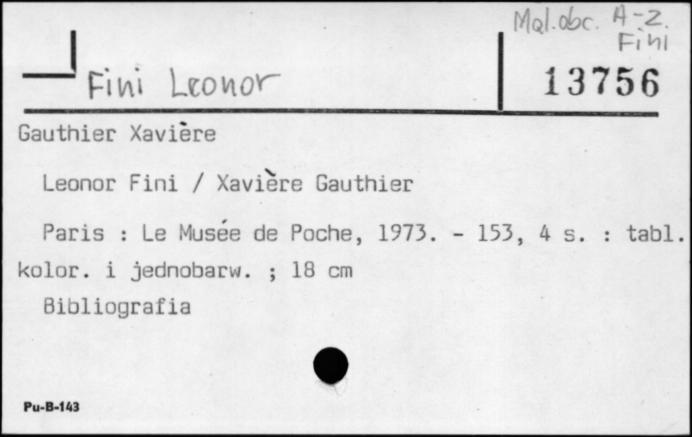 Mal.obc. A-Z.
Fini
Fini Leonor
13756
Gauthier Xavière
Leonor Fini / Xavière Gauthier
Paris : Le Musée de Poche, 1973. - 153, 4 s. : tabl.
kolor. i jednobarw. ; 18 cm
Bibliografia
Pu-B-143